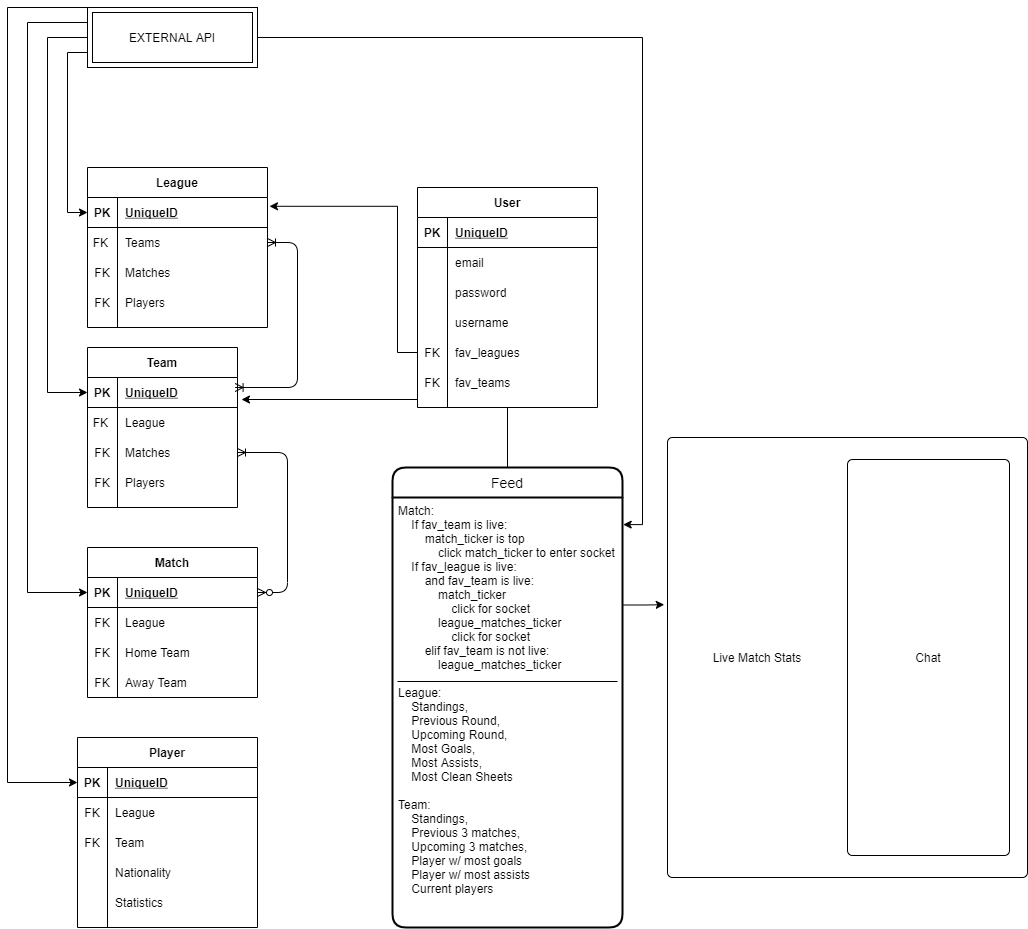 EXTERNAL API
League
PK UniqueID
FK Teams
FK Matches
FK Players
User
PK UniqueID
email
password
username
FK fav_leagues
FK fav_teams
Team
PK UniqueID
FK League
FK Matches
FK Players
Match
PK UniqueID
FK League
FK Home Team
FK Away Team
Player
PK UniqueID
FK League
FK Team
Nationality
Statistics
Feed
Match:
If fav_team is live:
match_ticker is top
click match_ticker to enter socket
If fav_league is live:
and fav_team is live:
match_ticker
click for socket
league_matches_ticker
click for socket
elif fav_team is not live:
league_matches_ticker
League:
Standings,
Previous Round,
Upcoming Round,
Most Goals,
Most Assists,
Most Clean Sheets
Team:
Standings,
Previous 3 matches,
Upcoming 3 matches,
Player w/ most goals
Player w/ most assists
Current players
Live Match Stats
Chat